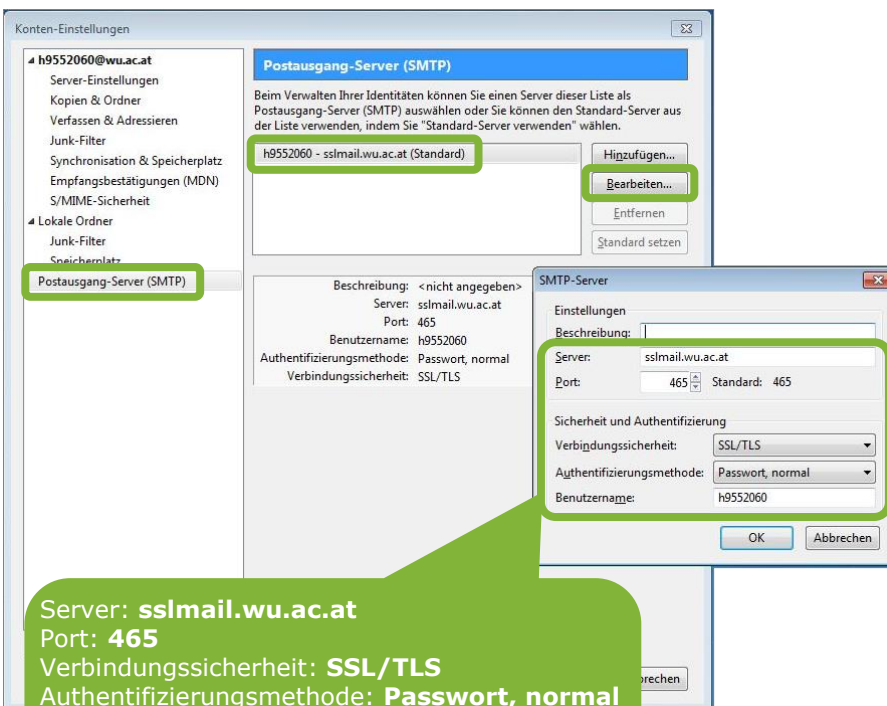 Konten-Einstellungen
h9552060@wu.ac.at
Server-Einstellungen
Kopien & Ordner
Verfassen & Adressieren
Junk-Filter
Synchronisation & Speicherplatz
Empfangsbestätigungen (MDN)
S/MIME-Sicherheit
Lokale Ordner
Junk-Filter
Speicherplatz
Postausgang-Server (SMTP)
Postausgang-Server (SMTP)
Beim Verwalten Ihrer Identitäten können Sie einen Server dieser Liste als
Postausgang-Server (SMTP) auswählen oder Sie können den Standard-Server aus
der Liste verwenden, indem Sie "Standard-Server verwenden" wählen.
h9552060 - sslmail.wu.ac.at (Standard)
Hinzufügen...
Bearbeiten...
Entfernen
Standard setzen
Beschreibung: <nicht angegeben>
Server: sslmail.wu.ac.at
Port: 465
Benutzername: h9552060
Authentifizierungsmethode: Passwort, normal
Verbindungssicherheit: SSL/TLS
SMTP-Server
Einstellungen
Beschreibung:
Server: sslmail.wu.ac.at
Port: 465 Standard: 465
Sicherheit und Authentifizierung
Verbindungssicherheit: SSL/TLS
Authentifizierungsmethode: Passwort, normal
Benutzername: h9552060
OK Abbrechen
Server: sslmail.wu.ac.at
Port: 465
Verbindungssicherheit: SSL/TLS
Authentifizierungsmethode: Passwort, normal
brechen